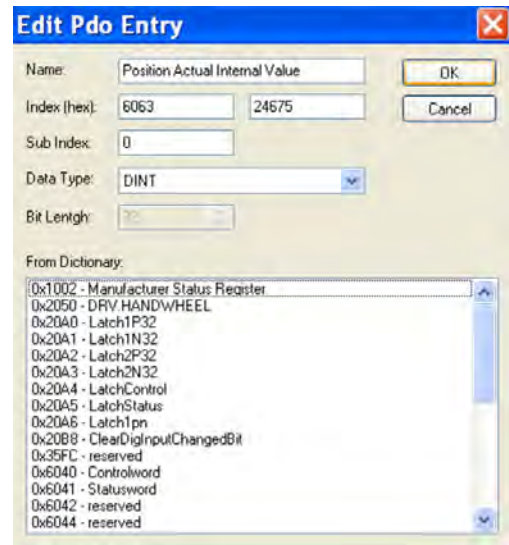 Edit Pdo Entry
Name: Position Actual Internal Value OK
Index (hex): 6063 24675 Cancel
Sub Index: 0
Data Type: DINT
Bit Lentgh:
From Dictionary:
0x1002 - Manufacturer Status Register
0x2050 - DRV.HANDWHEEL
0x20A0 - Latch1P32
0x20A1 - Latch1N32
0x20A2 - Latch2P32
0x20A3 - Latch2N32
0x20A4 - LatchControl
0x20A5 - LatchStatus
0x20A6 - Latch1pn
0x20B8 - ClearDigInputChangedBit
0x35FC - reserved
0x6040 - Controlword
0x6041 - Statusword
0x6042 - reserved
0x6044 - reserved